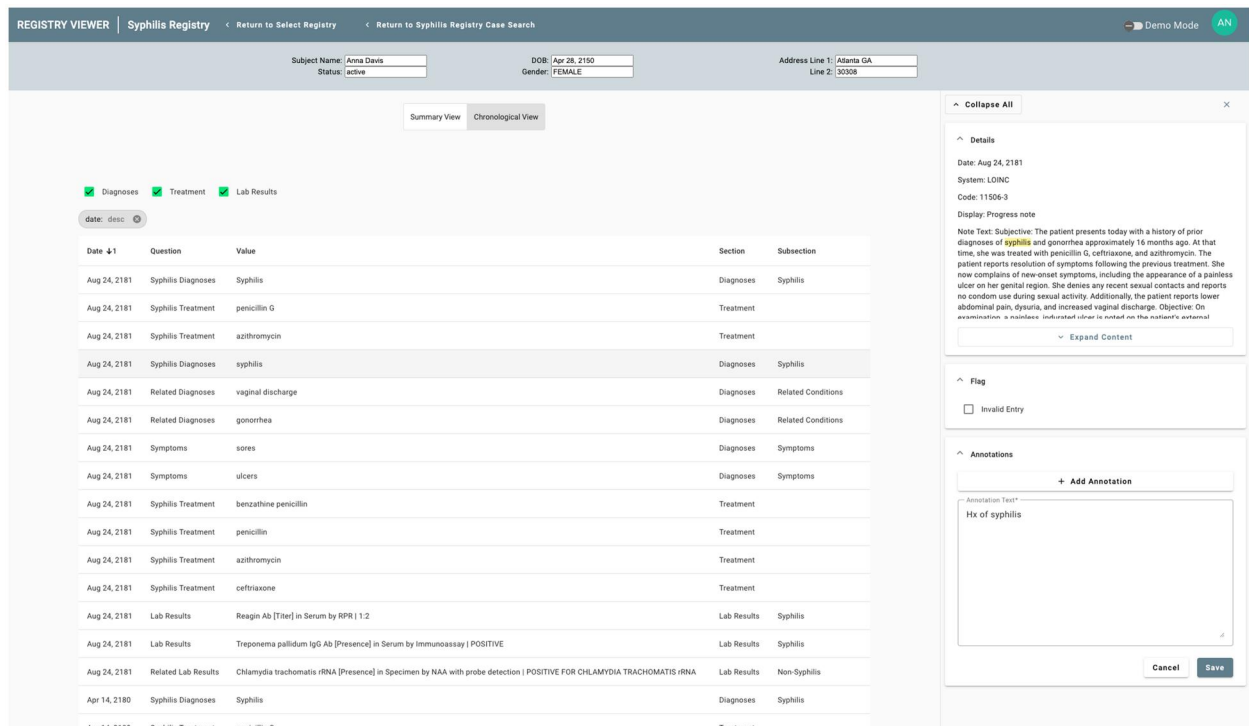 REGISTRY VIEWER Syphilis Registry < Return to Select Registry < Return to Syphilis Registry Case Search Demo Mode AN
Subject Name: Anna Davis DOB: Apr 28, 2150 Address Line 1: Atlanta GA
Status: active Gender: FEMALE Line 2: 30308
Summary View Chronological View
Diagnoses Treatment Lab Results
date: desc
Date ↓1 Question Value Section Subsection
Aug 24, 2181 Syphilis Diagnoses Syphilis Diagnoses Syphilis
Aug 24, 2181 Syphilis Treatment penicillin G Treatment
Aug 24, 2181 Syphilis Treatment azithromycin Treatment
Aug 24, 2181 Syphilis Diagnoses syphilis Diagnoses Syphilis
Aug 24, 2181 Related Diagnoses vaginal discharge Diagnoses Related Conditions
Aug 24, 2181 Related Diagnoses gonorrhea Diagnoses Related Conditions
Aug 24, 2181 Symptoms sores Diagnoses Symptoms
Aug 24, 2181 Symptoms ulcers Diagnoses Symptoms
Aug 24, 2181 Syphilis Treatment benzathine penicillin Treatment
Aug 24, 2181 Syphilis Treatment penicillin Treatment
Aug 24, 2181 Syphilis Treatment azithromycin Treatment
Aug 24, 2181 Syphilis Treatment ceftriaxone Treatment
Aug 24, 2181 Lab Results Reagin Ab [Titer] in Serum by RPR | 1:2 Lab Results Syphilis
Aug 24, 2181 Lab Results Treponema pallidum IgG Ab [Presence] in Serum by Immunoassay | POSITIVE Lab Results Syphilis
Aug 24, 2181 Related Lab Results Chlamydia trachomatis rRNA [Presence] in Specimen by NAA with probe detection | POSITIVE FOR CHLAMYDIA TRACHOMATIS rRNA Lab Results Non-Syphilis
Apr 14, 2180 Syphilis Diagnoses Syphilis Diagnoses Syphilis
Collapse All
Details
Date: Aug 24, 2181
System: LOINC
Code: 11506-3
Display: Progress note
Note Text: Subjective: The patient presents today with a history of prior
diagnoses of syphilis and gonorrhea approximately 16 months ago. At that
time, she was treated with penicillin G, ceftriaxone, and azithromycin. The
patient reports resolution of symptoms following the previous treatment. She
now complains of new-onset symptoms, including the appearance of a painless
ulcer on her genital region. She denies any recent sexual contacts and reports
no condom use during sexual activity. Additionally, the patient reports lower
abdominal pain, dysuria, and increased vaginal discharge. Objective: On
examination, a painless, indurated ulcer is noted on the patient's external
Expand Content
Flag
Invalid Entry
Annotations
+ Add Annotation
Annotation Text*
Hx of syphilis
Cancel Save